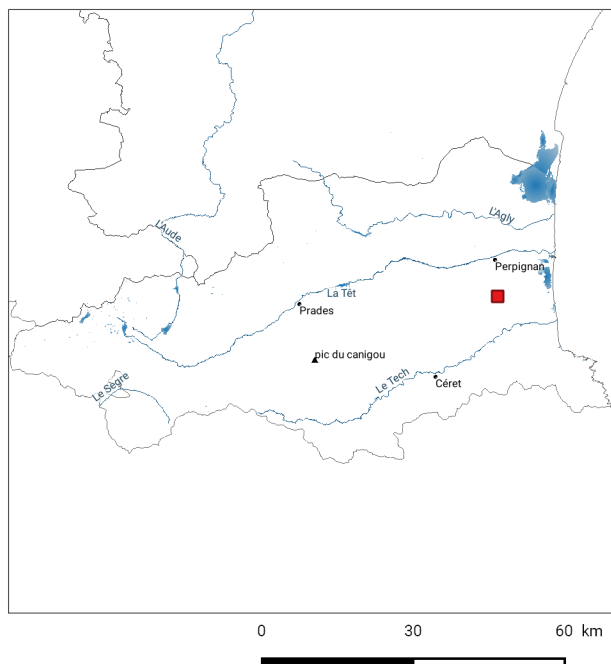 L'Aude
L'Agly
Perpignan
La Têt
Prades
pic du canigou
Le Sègre
Le Tech
Céret
0 30 60 km